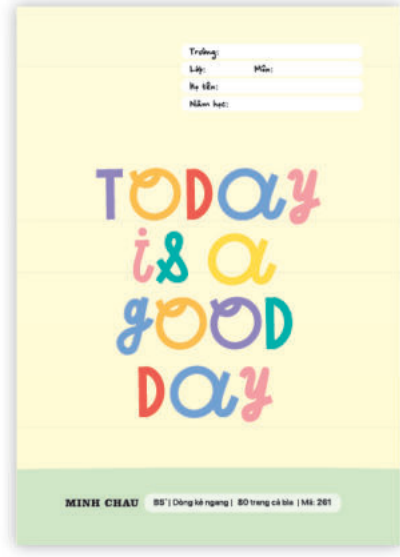 Trường:
Lớp: Môn:
Họ tên:
Năm học:
TODAY
is a
gOOD
DAY
MINH CHAU B5+ | Dòng kẻ ngang | 80 trang cả bìa | Mã: 261